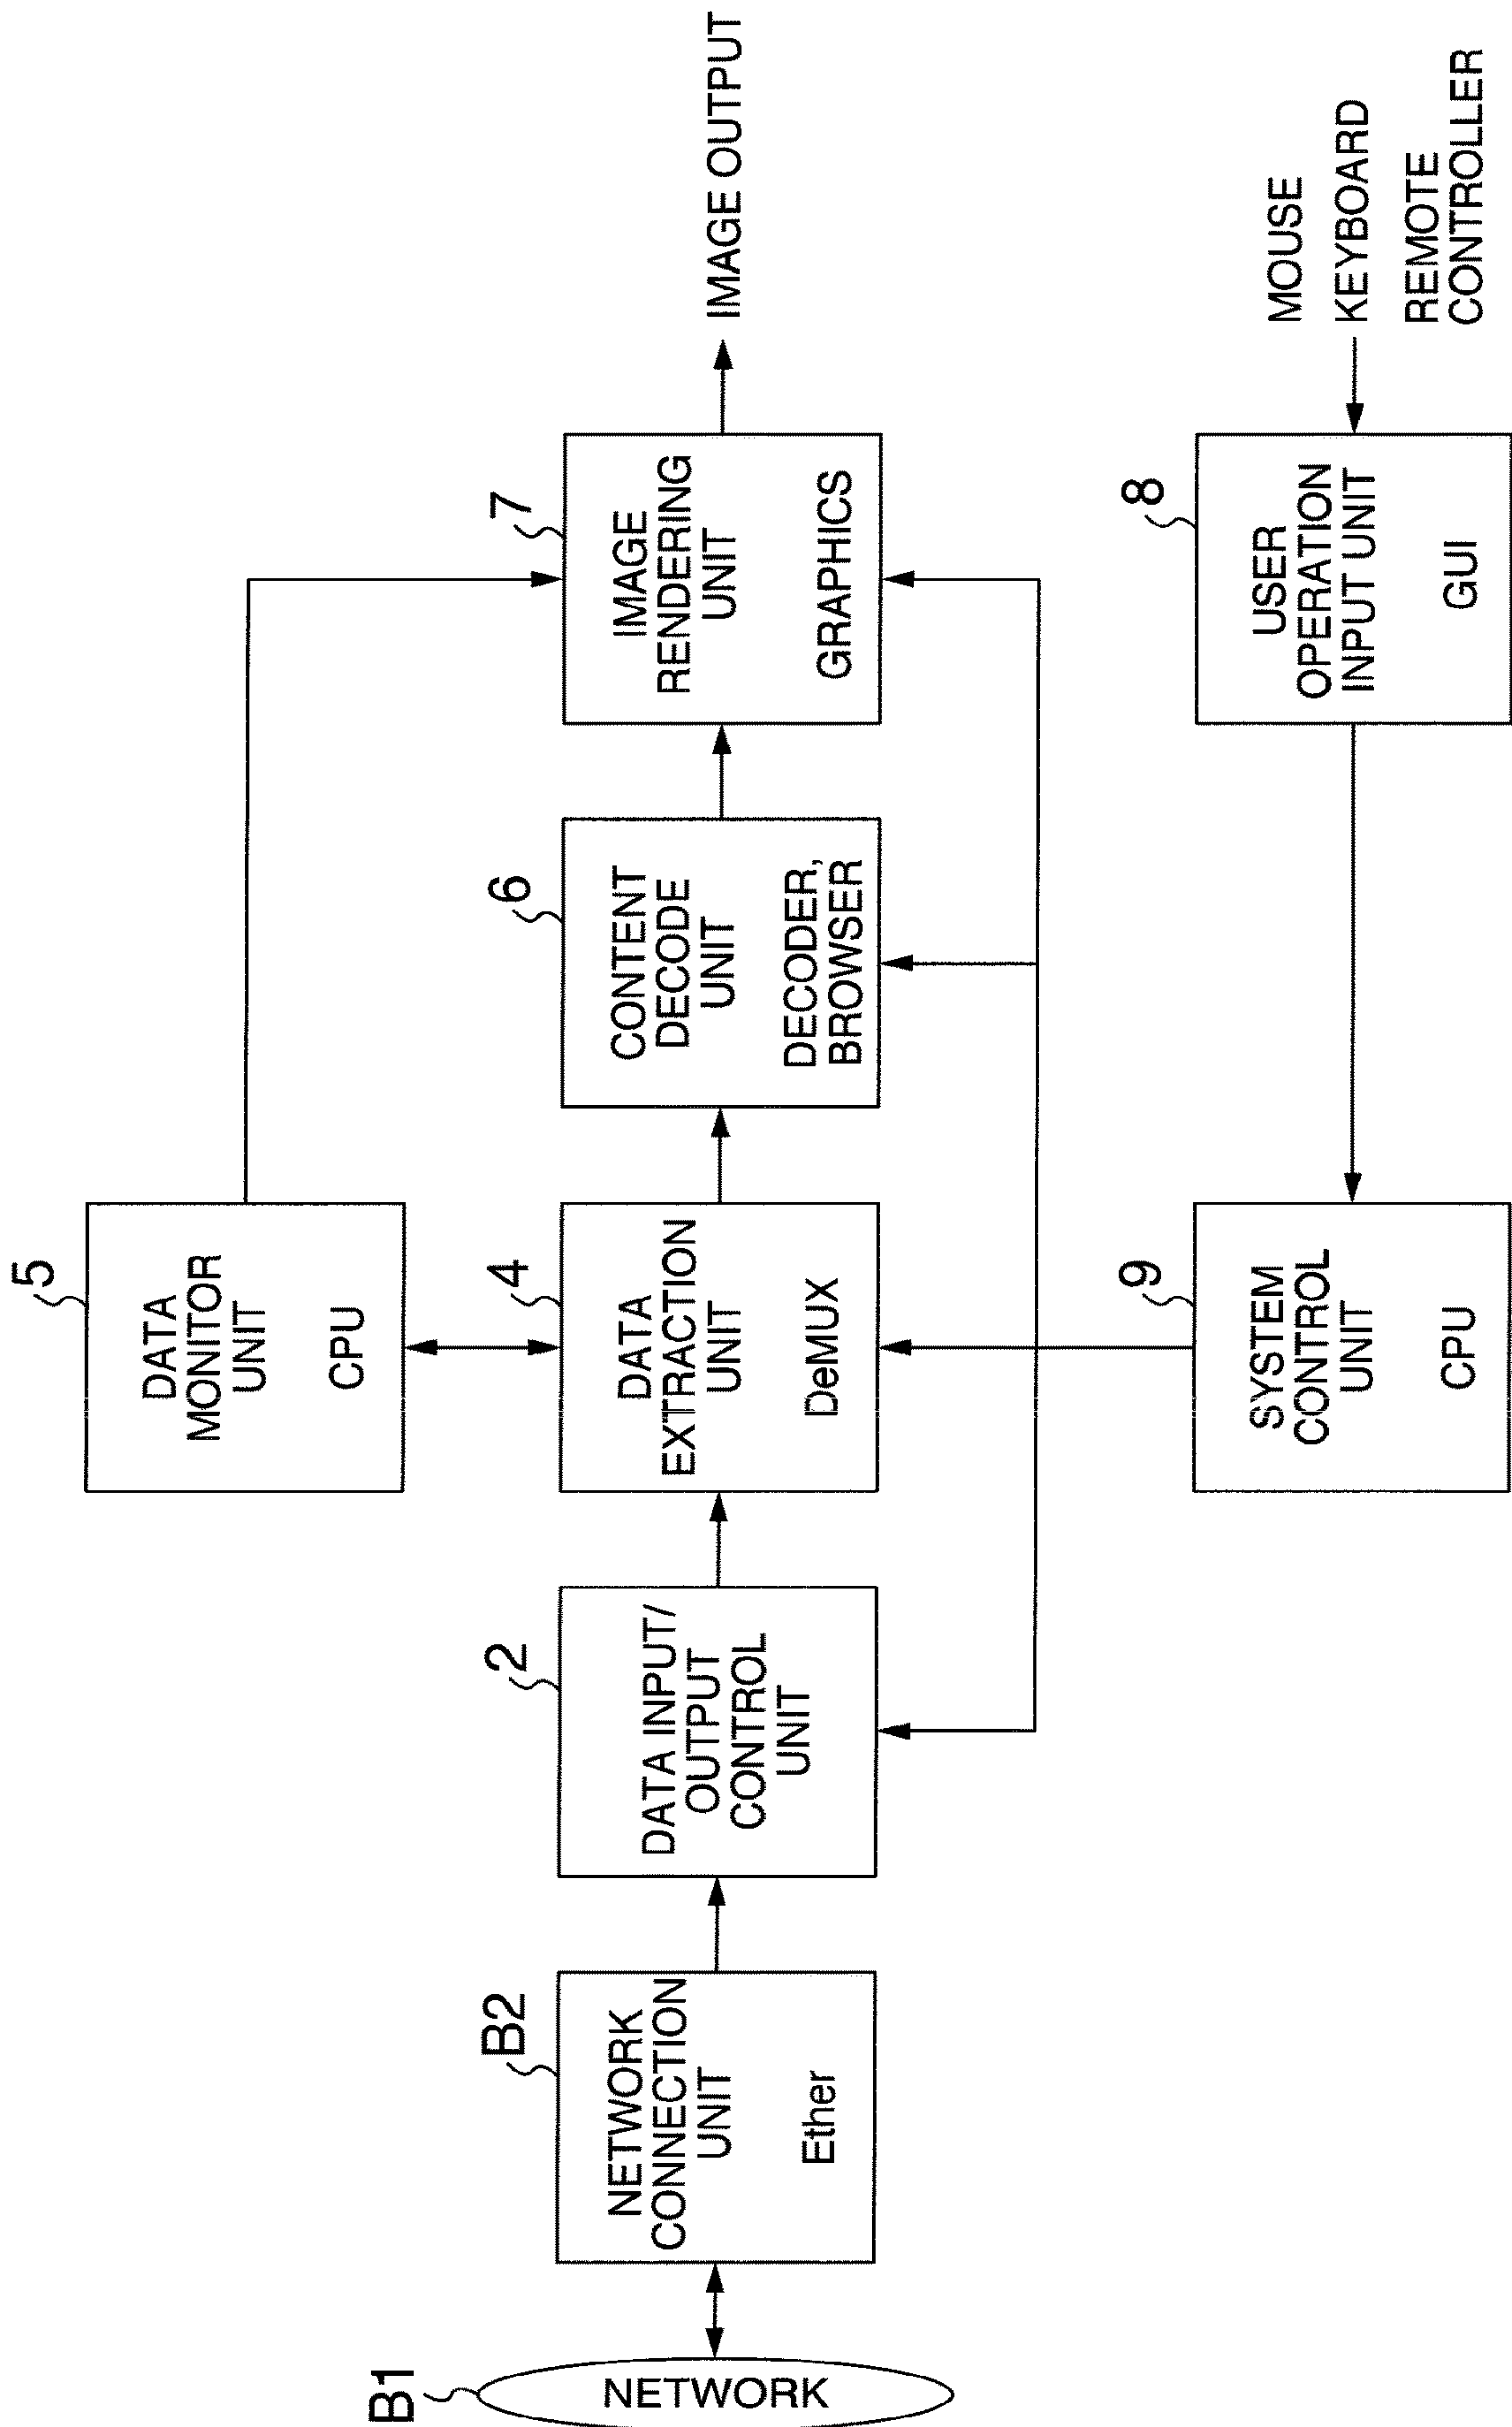 5
DATA
MONITOR
UNIT
CPU
B1
NETWORK
B2
NETWORK
CONNECTION
UNIT
Ether
2
DATA INPUT/
OUTPUT
CONTROL
UNIT
4
DATA
EXTRACTION
UNIT
DeMUX
6
CONTENT
DECODE
UNIT
DECODER,
BROWSER
7
IMAGE
RENDERING
UNIT
GRAPHICS
IMAGE OUTPUT
9
SYSTEM
CONTROL
UNIT
CPU
8
USER
OPERATION
INPUT UNIT
GUI
MOUSE
KEYBOARD
REMOTE
CONTROLLER